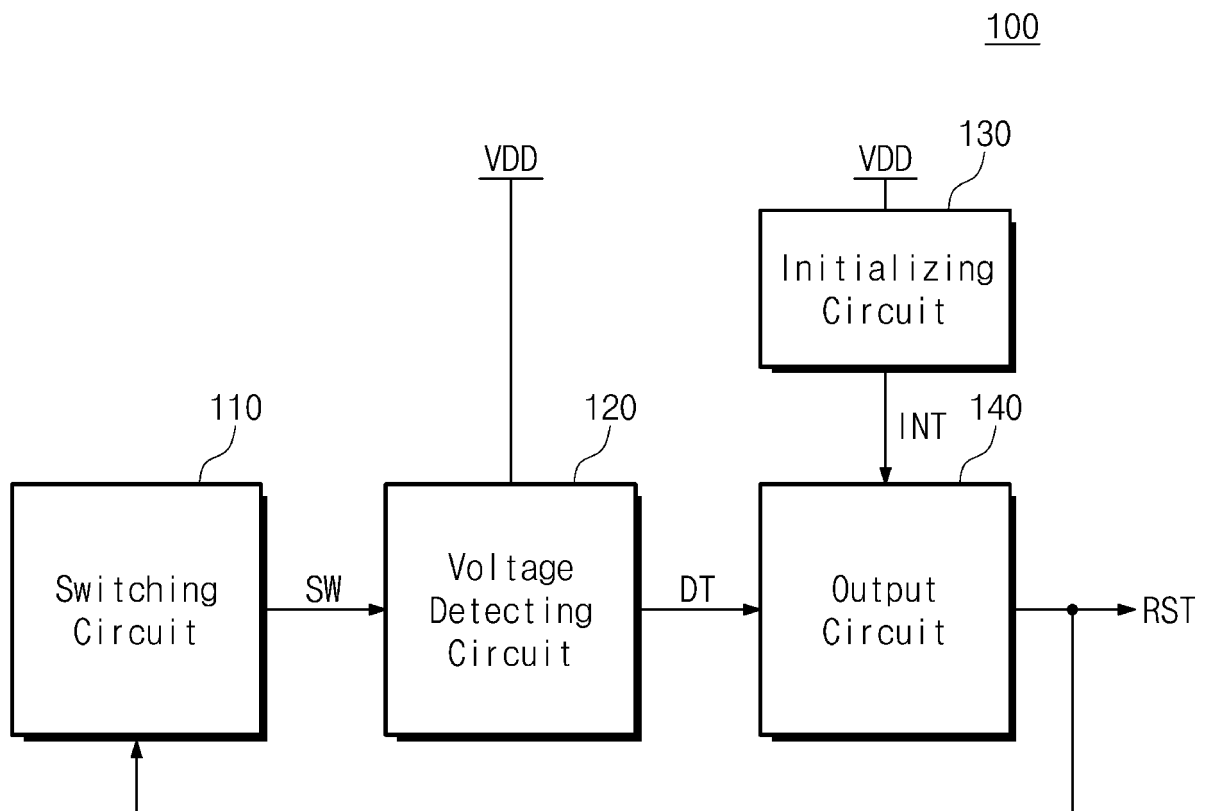 100
130
VDD
VDD
Initializing
Circuit
110
120
INT
140
Switching
Circuit
SW
Voltage
Detecting
Circuit
DT
Output
Circuit
RST